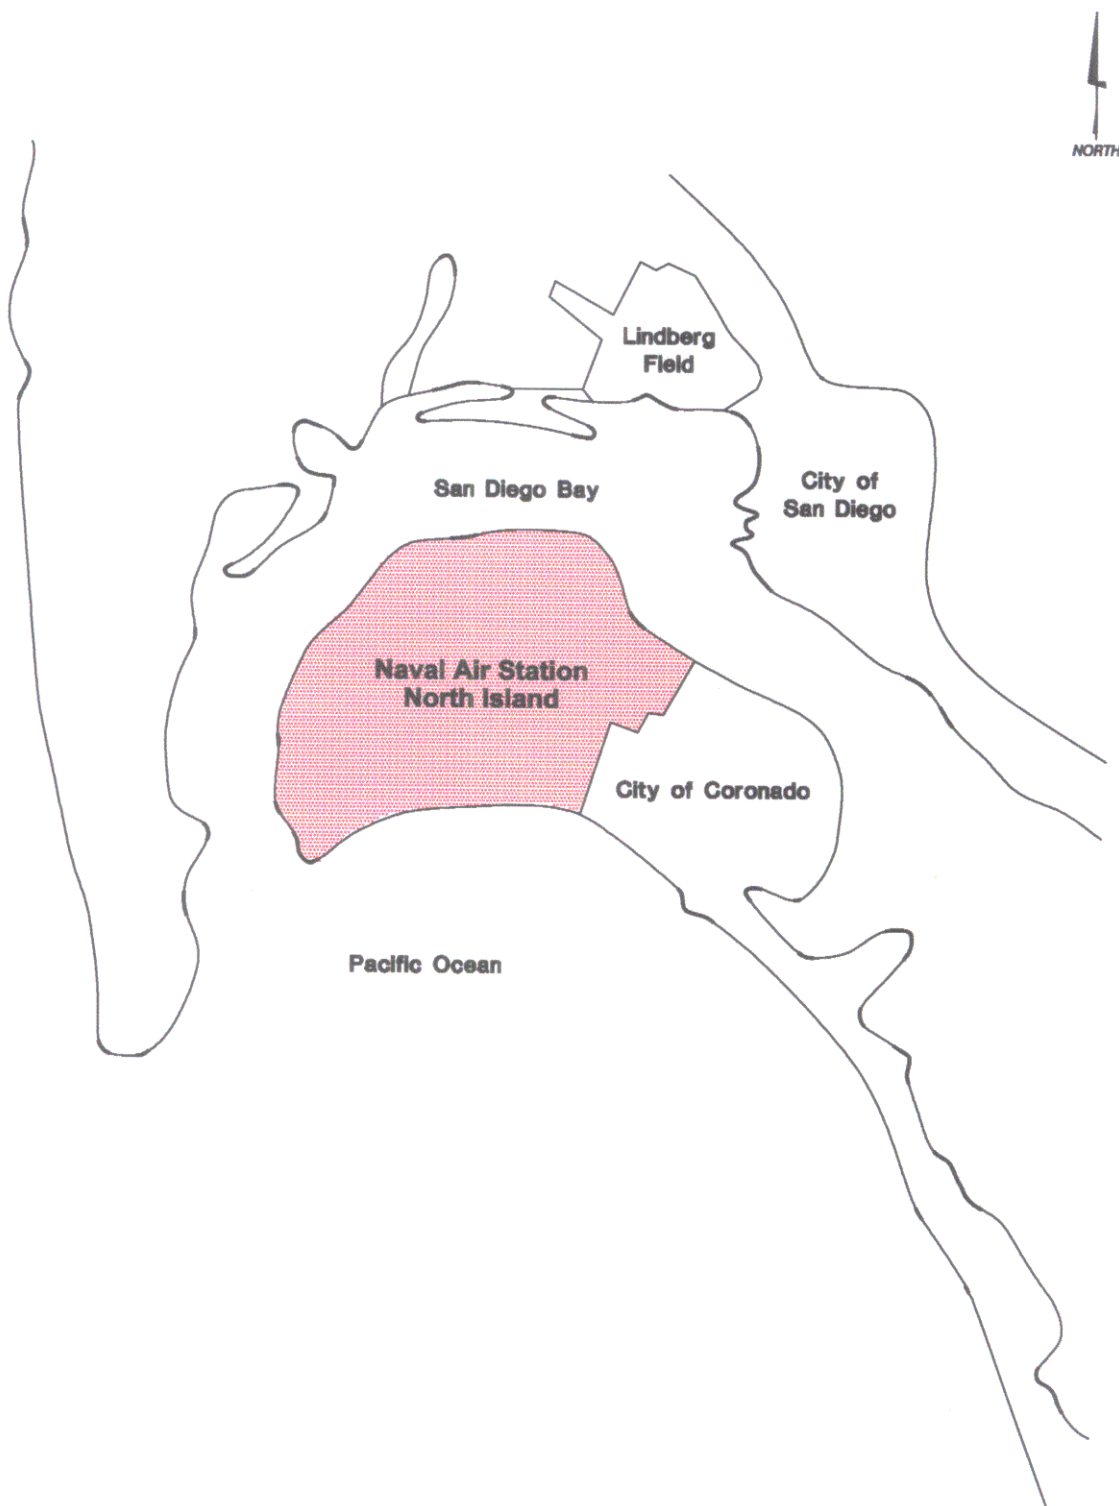 NORTH
Lindberg
Field
City of
San Diego
San Diego Bay
Naval Air Station
North Island
City of Coronado
Pacific Ocean